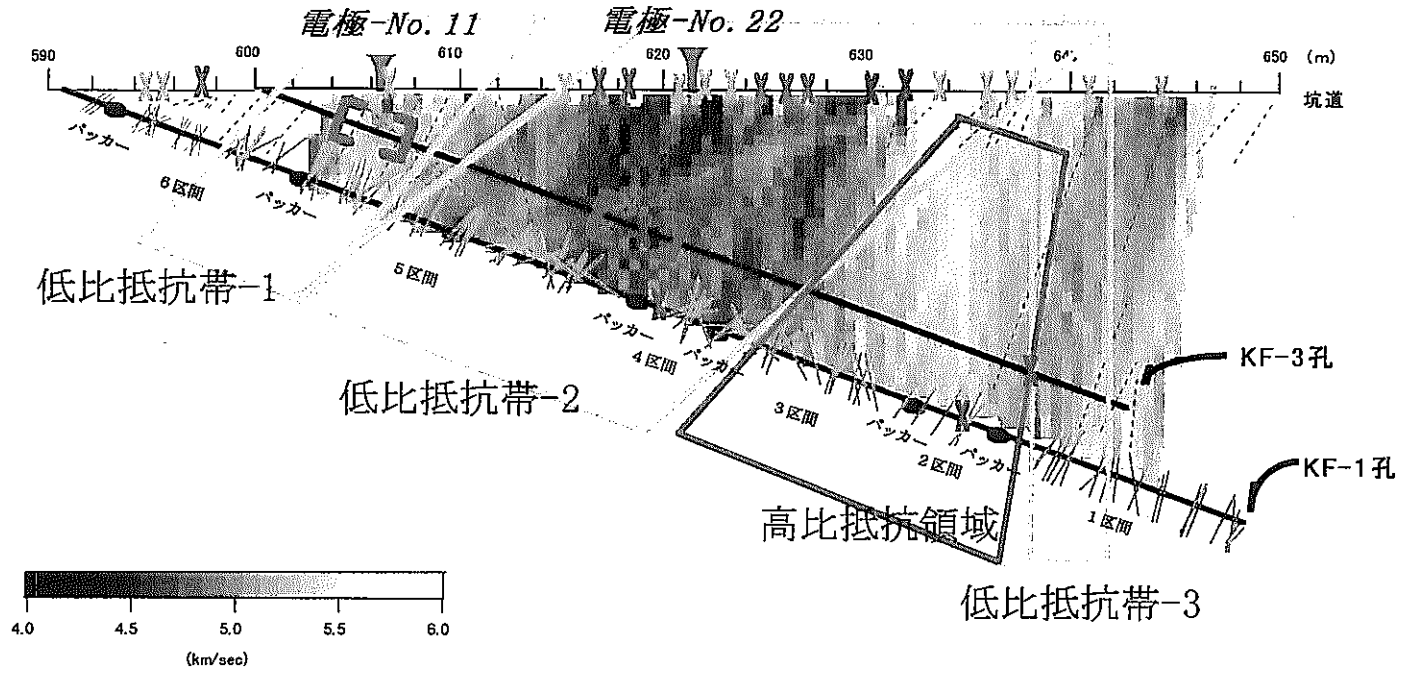 電極-No. 11
電極-No. 22
590
600
610
620
630
64
650
(m)
坑道
パッカー
6区間
パッカー
低比抵抗帯-1
5区間
パッカー
4区間
パッカー
低比抵抗帯-2
KF-3孔
3区間
パッカー
2区間
パッカー
KF-1孔
1区間
高比抵抗領域
低比抵抗帯-3
4.0
4.5
5.0
5.5
6.0
(km/sec)